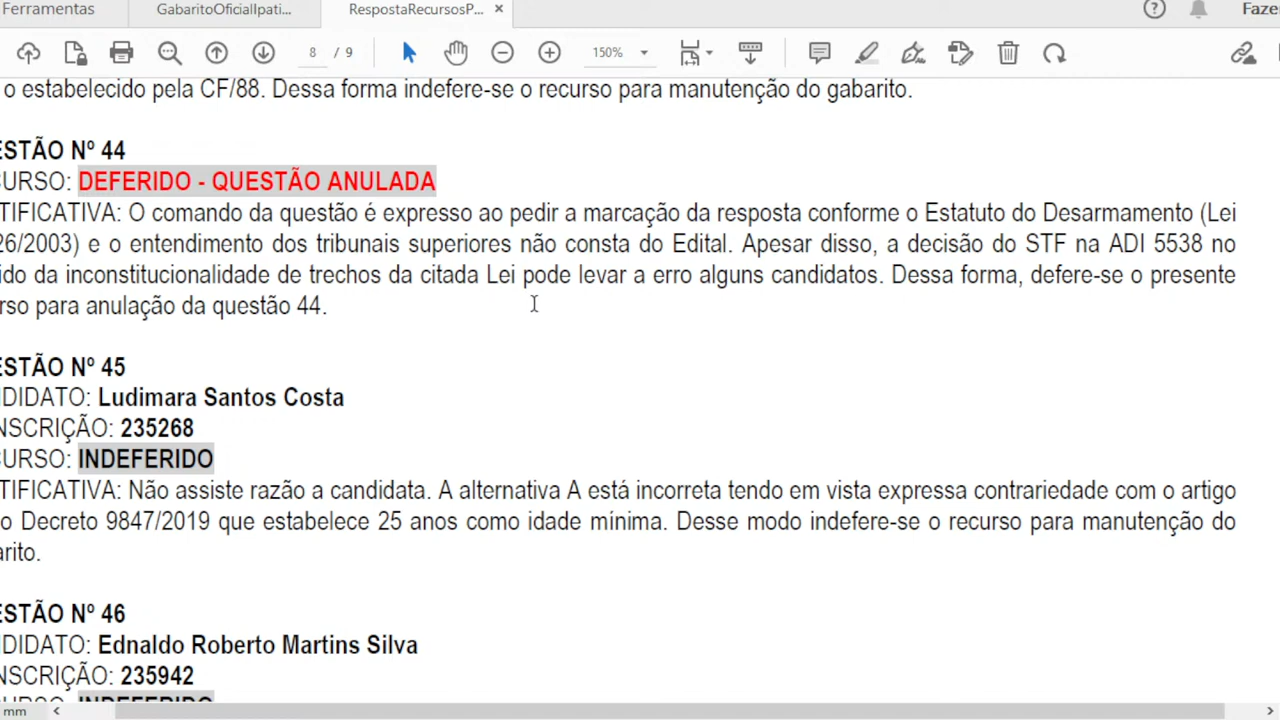 Ferramentas
GabaritoOficialIpati...
RespostaRecursosP... ×
Faze
8 / 9
150%
o estabelecido pela CF/88. Dessa forma indefere-se o recurso para manutenção do gabarito.
ESTÃO Nº 44
CURSO: DEFERIDO - QUESTÃO ANULADA
TIFICATIVA: O comando da questão é expresso ao pedir a marcação da resposta conforme o Estatuto do Desarmamento (Lei
26/2003) e o entendimento dos tribunais superiores não consta do Edital. Apesar disso, a decisão do STF na ADI 5538 no
ido da inconstitucionalidade de trechos da citada Lei pode levar a erro alguns candidatos. Dessa forma, defere-se o presente
rso para anulação da questão 44.
ESTÃO Nº 45
DIDATO: Ludimara Santos Costa
NSCRIÇÃO: 235268
CURSO: INDEFERIDO
TIFICATIVA: Não assiste razão a candidata. A alternativa A está incorreta tendo em vista expressa contrariedade com o artigo
o Decreto 9847/2019 que estabelece 25 anos como idade mínima. Desse modo indefere-se o recurso para manutenção do
arito.
ESTÃO Nº 46
DIDATO: Ednaldo Roberto Martins Silva
NSCRIÇÃO: 235942
CURSO: INDEFERIDO
mm